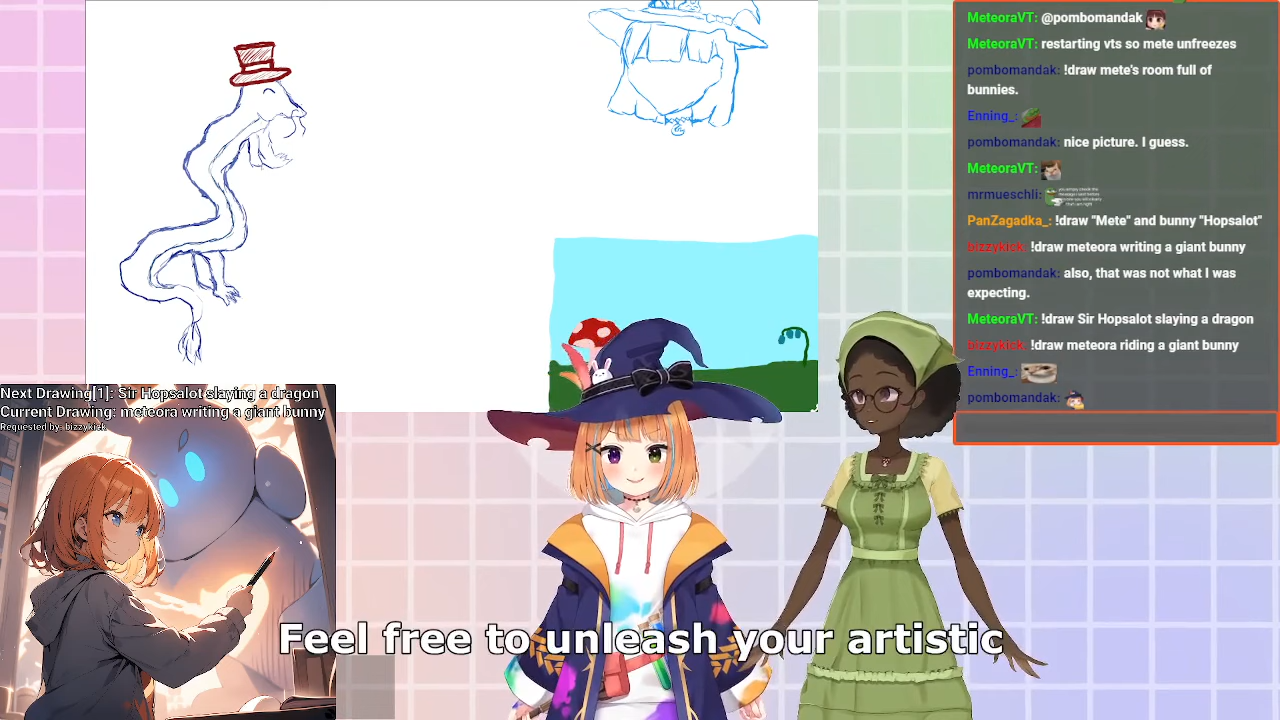 MeteoraVT: @pombomandak
MeteoraVT: restarting vts so mete unfreezes
pombomandak: !draw mete's room full of
bunnies.
Enning_:
pombomandak: nice picture. I guess.
MeteoraVT:
mrmueschli:
PanZagadka_: !draw "Mete" and bunny "Hopsalot"
bizzykick: !draw meteora writing a giant bunny
pombomandak: also, that was not what I was
expecting.
MeteoraVT: !draw Sir Hopsalot slaying a dragon
bizzykick: !draw meteora riding a giant bunny
Enning_:
pombomandak:
Next Drawing[1]: Sir Hopsalot slaying a dragon
Current Drawing: meteora writing a giant bunny
Requested by: bizzykick
Feel free to unleash your artistic